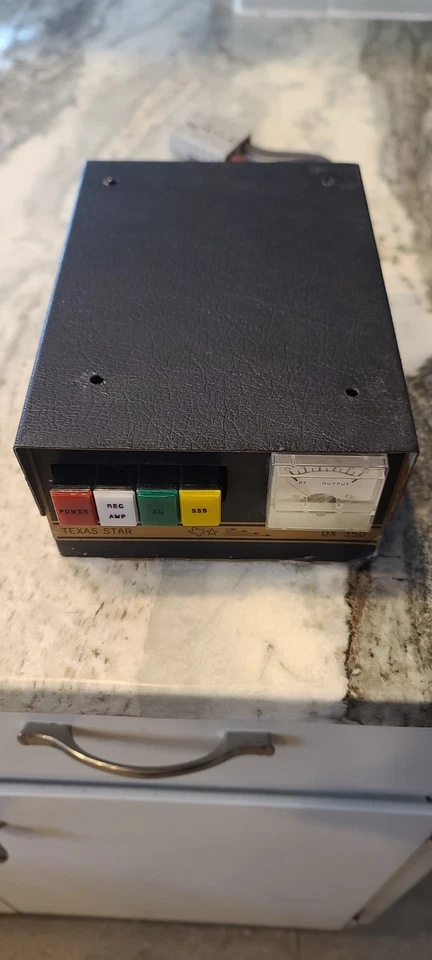 RF OUTPUT
POWER
REC
AMP
AM
SSB
TEXAS STAR
DX 350